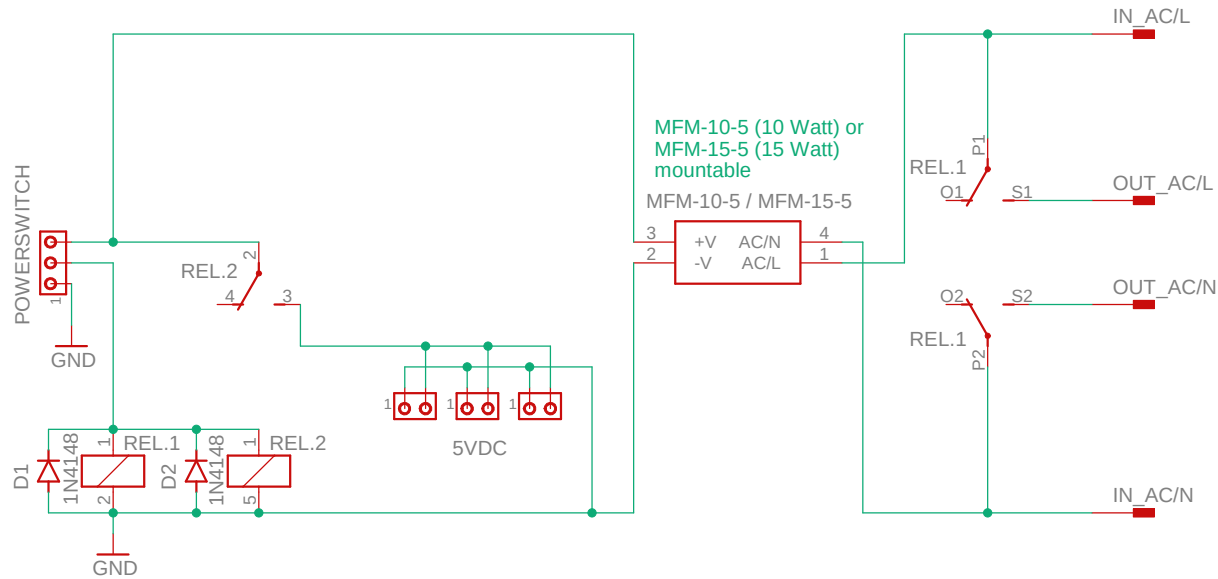 IN_AC/L
MFM-10-5 (10 Watt) or
MFM-15-5 (15 Watt)
mountable
P1
REL.1
O1
S1
OUT_AC/L
MFM-10-5 / MFM-15-5
POWERSWITCH
1
3
+V
AC/N
4
2
-V
AC/L
1
2
REL.2
4
3
GND
O2
S2
OUT_AC/N
REL.1
P2
1
1
1
5VDC
D1
1N4148
1
REL.1
2
D2
1N4148
1
REL.2
5
IN_AC/N
GND